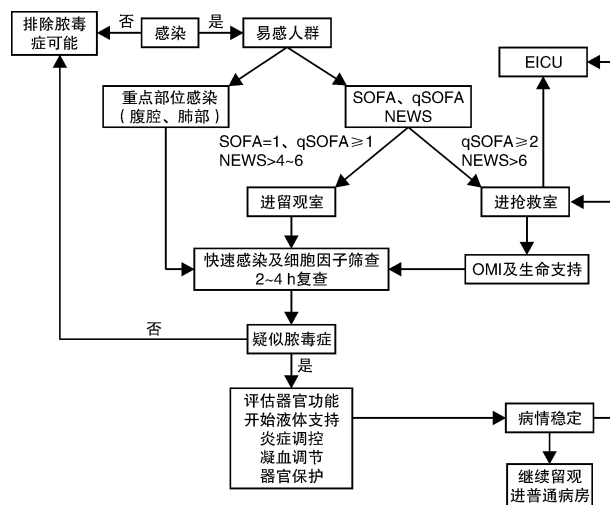 排除脓毒
症可能
否
感染
是
易感人群
EICU
重点部位感染
（腹腔、肺部）
SOFA、qSOFA
NEWS
SOFA=1、qSOFA≥1
NEWS>4~6
qSOFA≥2
NEWS>6
进留观室
进抢救室
快速感染及细胞因子筛查
2~4 h复查
OMI及生命支持
否
疑似脓毒症
是
评估器官功能
开始液体支持
炎症调控
凝血调节
器官保护
病情稳定
继续留观
进普通病房